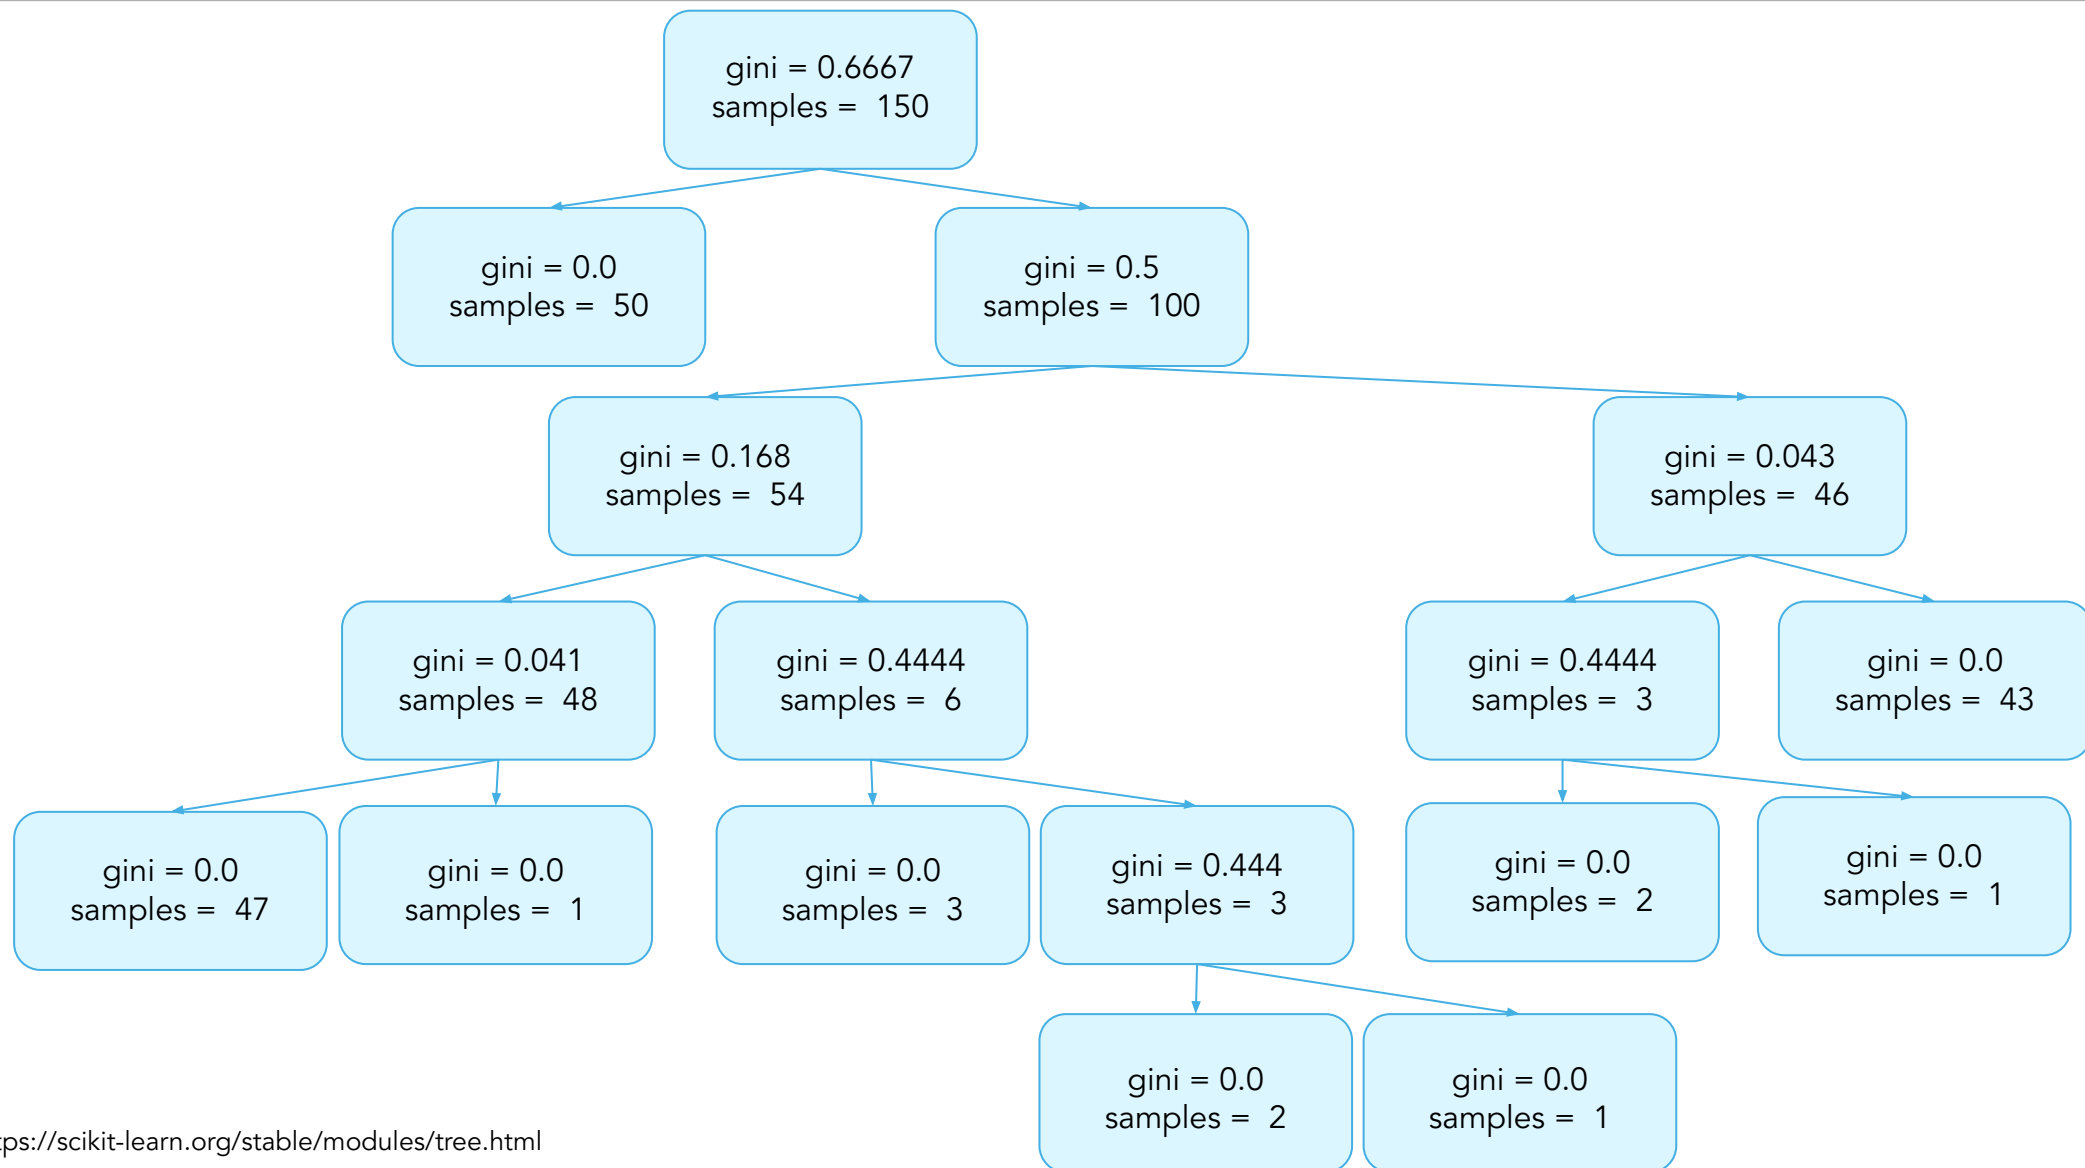 gini = 0.6667
samples = 150
gini = 0.0
samples = 50
gini = 0.5
samples = 100
gini = 0.168
samples = 54
gini = 0.043
samples = 46
gini = 0.041
samples = 48
gini = 0.4444
samples = 6
gini = 0.4444
samples = 3
gini = 0.0
samples = 43
gini = 0.0
samples = 47
gini = 0.0
samples = 1
gini = 0.0
samples = 3
gini = 0.444
samples = 3
gini = 0.0
samples = 2
gini = 0.0
samples = 1
gini = 0.0
samples = 2
gini = 0.0
samples = 1
tps://scikit-learn.org/stable/modules/tree.html